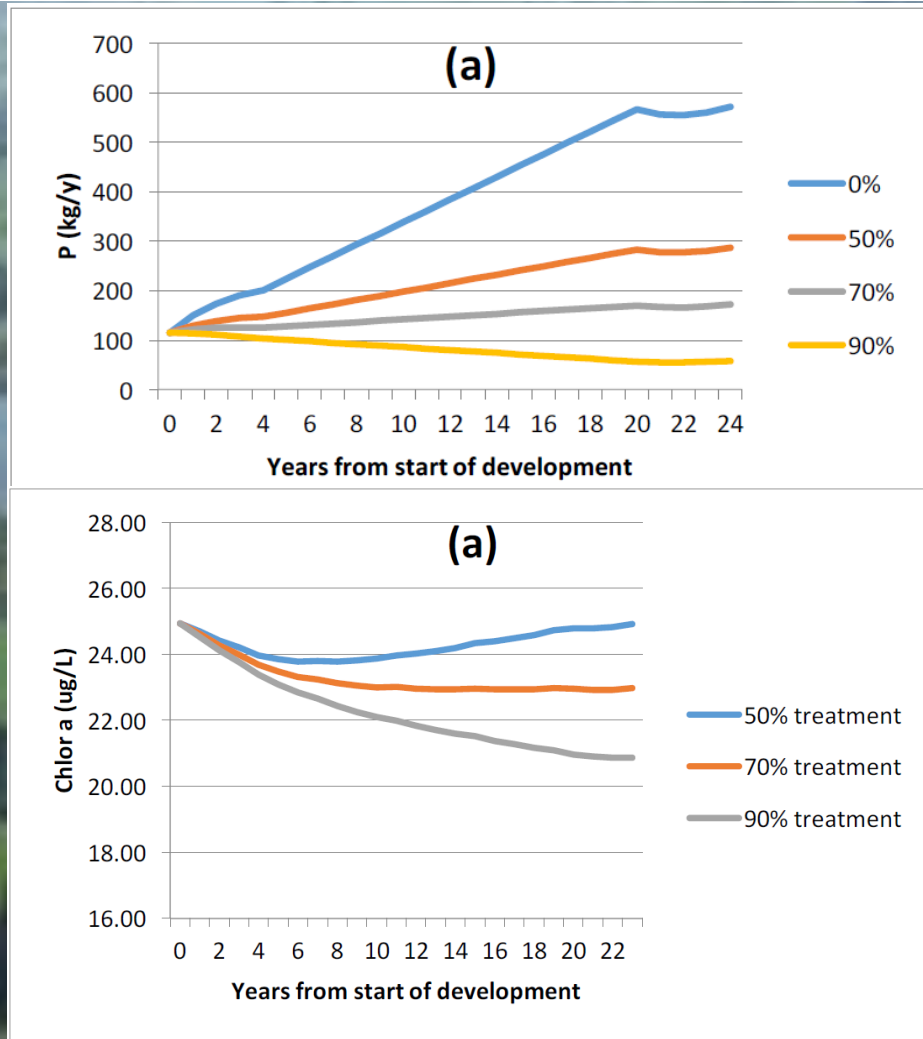 (a)
700
600
500
400
300
200
100
0
P (kg/y)
0 2 4 6 8 10 12 14 16 18 20 22 24
Years from start of development
0%
50%
70%
90%
(a)
28.00
26.00
24.00
22.00
20.00
18.00
16.00
Chlor a (ug/L)
0 2 4 6 8 10 12 14 16 18 20 22
Years from start of development
50% treatment
70% treatment
90% treatment